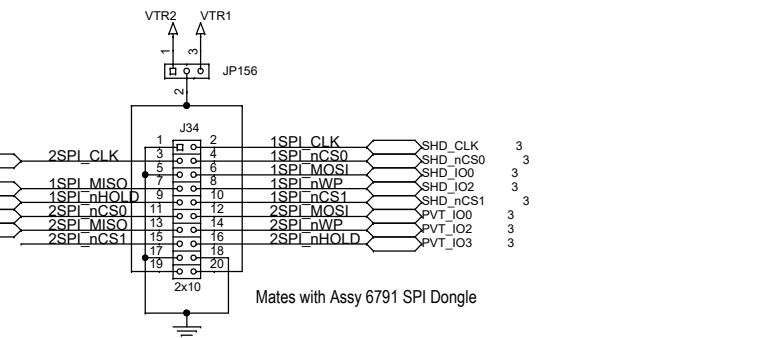 VTR2 VTR1
1 3
JP156
2
J34
1 2 1SPI_CLK SHD_CLK 3
2SPI_CLK 3 4 1SPI_nCS0 SHD_nCS0 3
5 6 1SPI_MOSI SHD_IO0 3
1SPI_MISO 7 8 1SPI_nWP SHD_IO2 3
1SPI_nHOLD 9 10 1SPI_nCS1 SHD_nCS1 3
2SPI_nCS0 11 12 2SPI_MOSI PVT_IO0 3
2SPI_MISO 13 14 2SPI_nWP PVT_IO2 3
2SPI_nCS1 15 16 2SPI_nHOLD PVT_IO3 3
17 18
19 20
2x10
Mates with Assy 6791 SPI Dongle